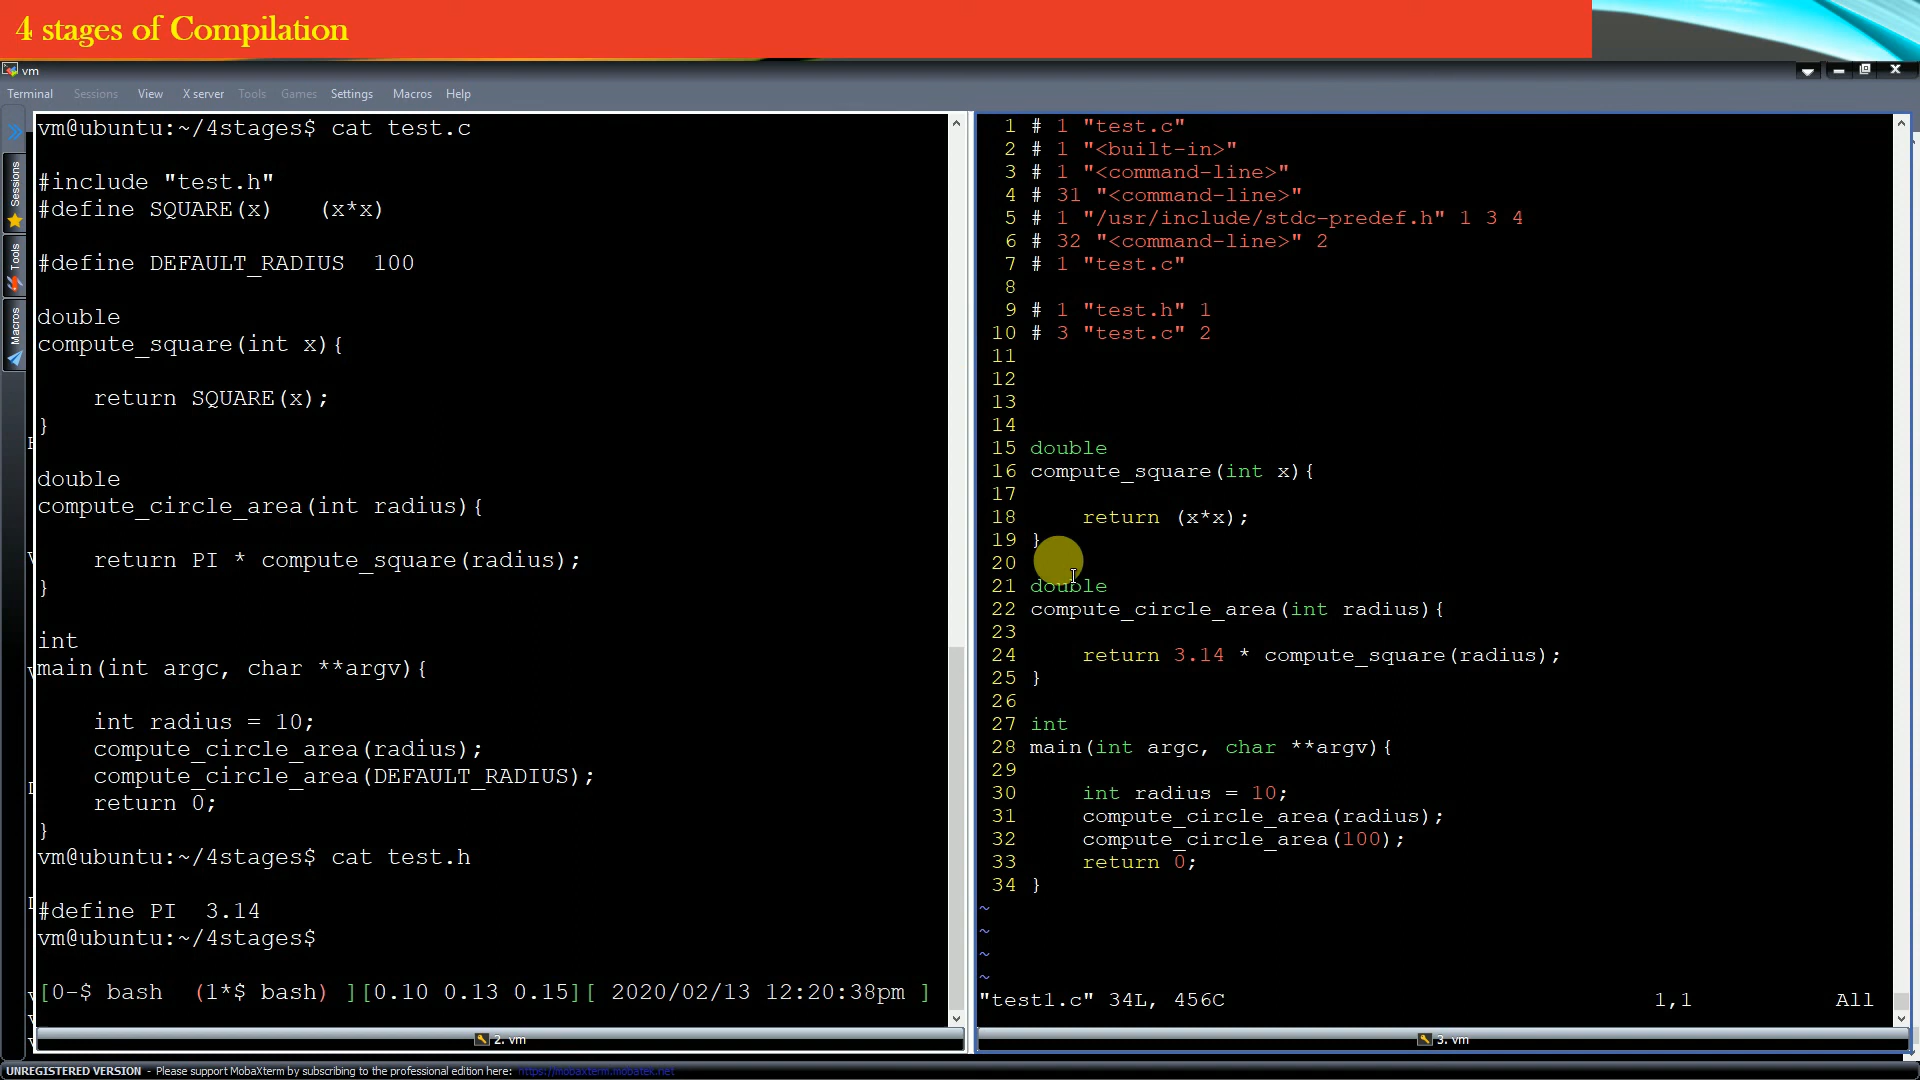 4 stages of Compilation
vm
Terminal Sessions View X server Tools Games Settings Macros Help
Sessions
Tools
Macros
vm@ubuntu:~/4stages$ cat test.c
#include "test.h"
#define SQUARE(x)    (x*x)
#define DEFAULT_RADIUS  100
double
compute_square(int x){
    return SQUARE(x);
}
double
compute_circle_area(int radius){
    return PI * compute_square(radius);
}
int
main(int argc, char **argv){
    int radius = 10;
    compute_circle_area(radius);
    compute_circle_area(DEFAULT_RADIUS);
    return 0;
}
vm@ubuntu:~/4stages$ cat test.h
#define PI  3.14
vm@ubuntu:~/4stages$
[0-$ bash  (1*$ bash) ][0.10 0.13 0.15][ 2020/02/13 12:20:38pm ]
2. vm
1 # 1 "test.c"
2 # 1 "<built-in>"
3 # 1 "<command-line>"
4 # 31 "<command-line>"
5 # 1 "/usr/include/stdc-predef.h" 1 3 4
6 # 32 "<command-line>" 2
7 # 1 "test.c"
8
9 # 1 "test.h" 1
10 # 3 "test.c" 2
11
12
13
14
15 double
16 compute_square(int x){
17
18     return (x*x);
19 }
20
21 double
22 compute_circle_area(int radius){
23
24     return 3.14 * compute_square(radius);
25 }
26
27 int
28 main(int argc, char **argv){
29
30     int radius = 10;
31     compute_circle_area(radius);
32     compute_circle_area(100);
33     return 0;
34 }
~
~
~
~
"test1.c" 34L, 456C 1,1 All
3. vm
UNREGISTERED VERSION - Please support MobaXterm by subscribing to the professional edition here: https://mobaxterm.mobatek.net